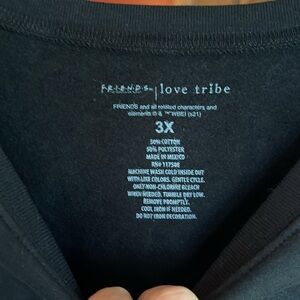 F·R·I·E·N·D·S™ | love tribe
FRIENDS and all related characters and
elements © & ™ WBEI (s21)
3X
50% COTTON
50% POLYESTER
MADE IN MEXICO
RN# 117508
MACHINE WASH COLD INSIDE OUT
WITH LIKE COLORS, GENTLE CYCLE.
ONLY NON-CHLORINE BLEACH
WHEN NEEDED. TUMBLE DRY LOW.
REMOVE PROMPTLY.
COOL IRON IF NEEDED.
DO NOT IRON DECORATION.